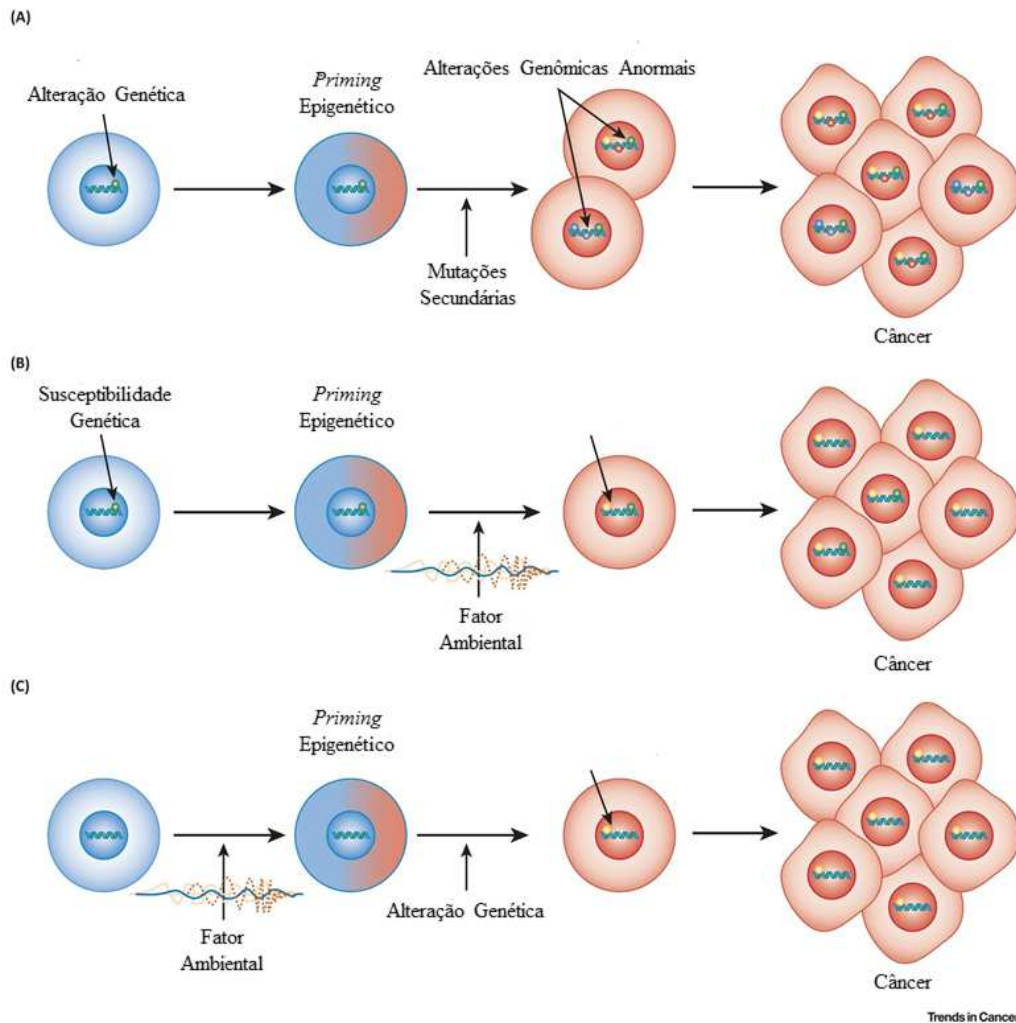 (A)
Alteração Genética
Priming
Epigenético
Alterações Genômicas Anormais
Mutações
Secundárias
Câncer
(B)
Susceptibilidade
Genética
Priming
Epigenético
Fator
Ambiental
Câncer
(C)
Priming
Epigenético
Fator
Ambiental
Alteração Genética
Câncer
Trends in Cancer